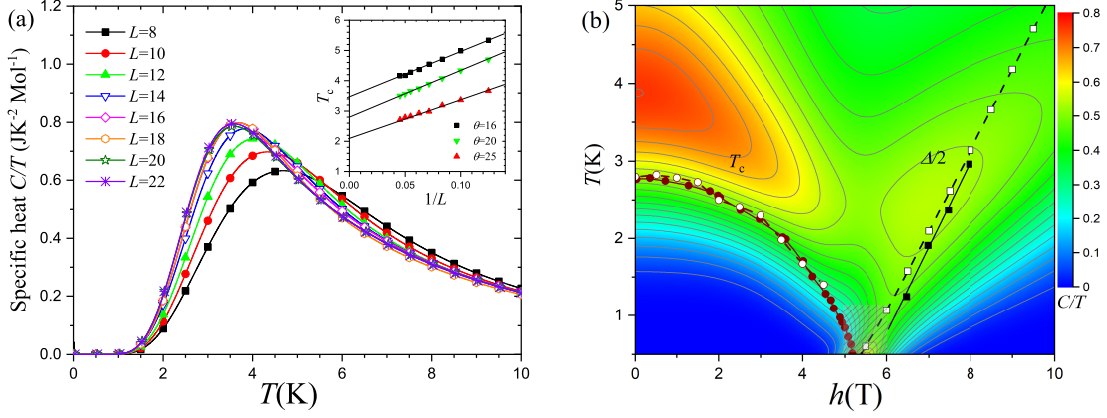 (a)
Specific heat C/T (JK⁻² Mol⁻¹)
1.2
1.0
0.8
0.6
0.4
0.2
0.0
0 2 4 6 8 10
T(K)
L=8
L=10
L=12
L=14
L=16
L=18
L=20
L=22
T_c
6
5
4
3
2
1
0.00 0.05 0.10
1/L
θ=16
θ=20
θ=25
(b)
T(K)
5
4
3
2
1
0 2 4 6 8 10
h(T)
T_c
Δ/2
0.8
0.7
0.6
0.5
0.4
0.3
0.2
0.1
0
C/T